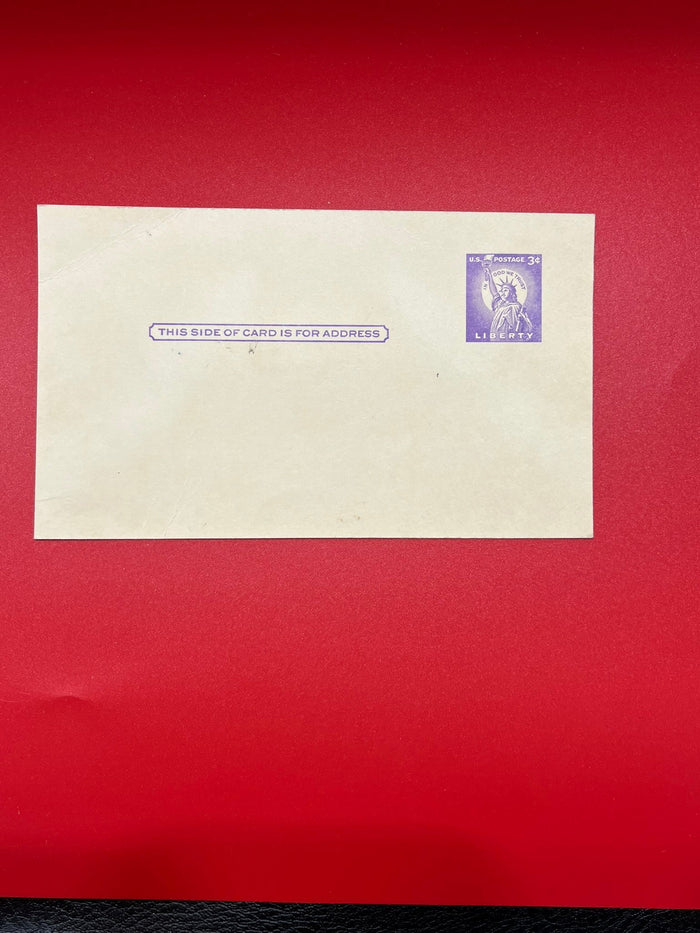 U.S. POSTAGE 3¢
IN GOD WE TRUST
LIBERTY
THIS SIDE OF CARD IS FOR ADDRESS